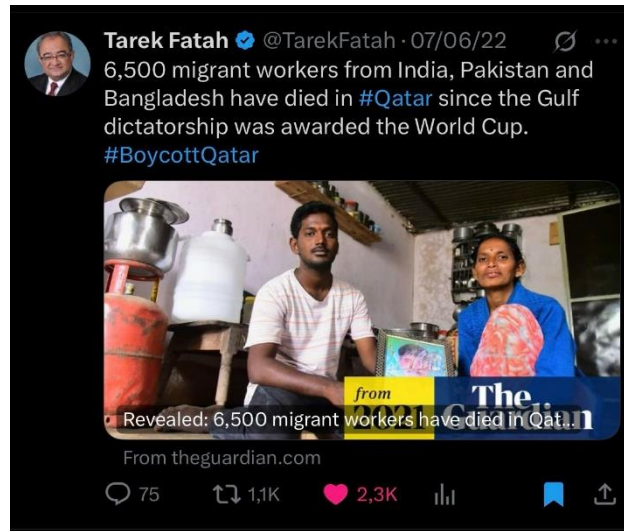 Tarek Fatah @TarekFatah · 07/06/22
6,500 migrant workers from India, Pakistan and
Bangladesh have died in #Qatar since the Gulf
dictatorship was awarded the World Cup.
#BoycottQatar
from
2021
The
Guardian
Revealed: 6,500 migrant workers have died in Qat...
From theguardian.com
75 1,1K 2,3K